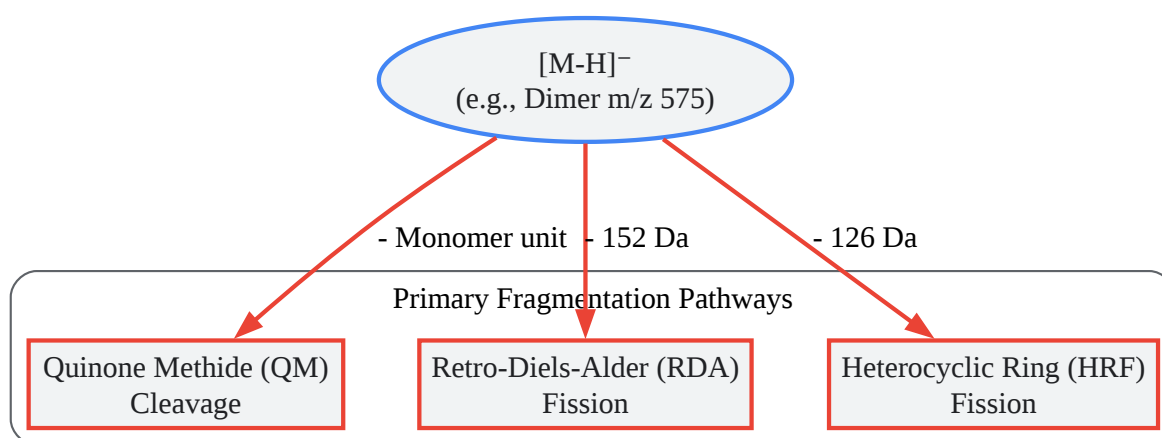 [M-H]⁻
(e.g., Dimer m/z 575)
- Monomer unit
- 152 Da
- 126 Da
Primary Fragmentation Pathways
Quinone Methide (QM)
Cleavage
Retro-Diels-Alder (RDA)
Fission
Heterocyclic Ring (HRF)
Fission